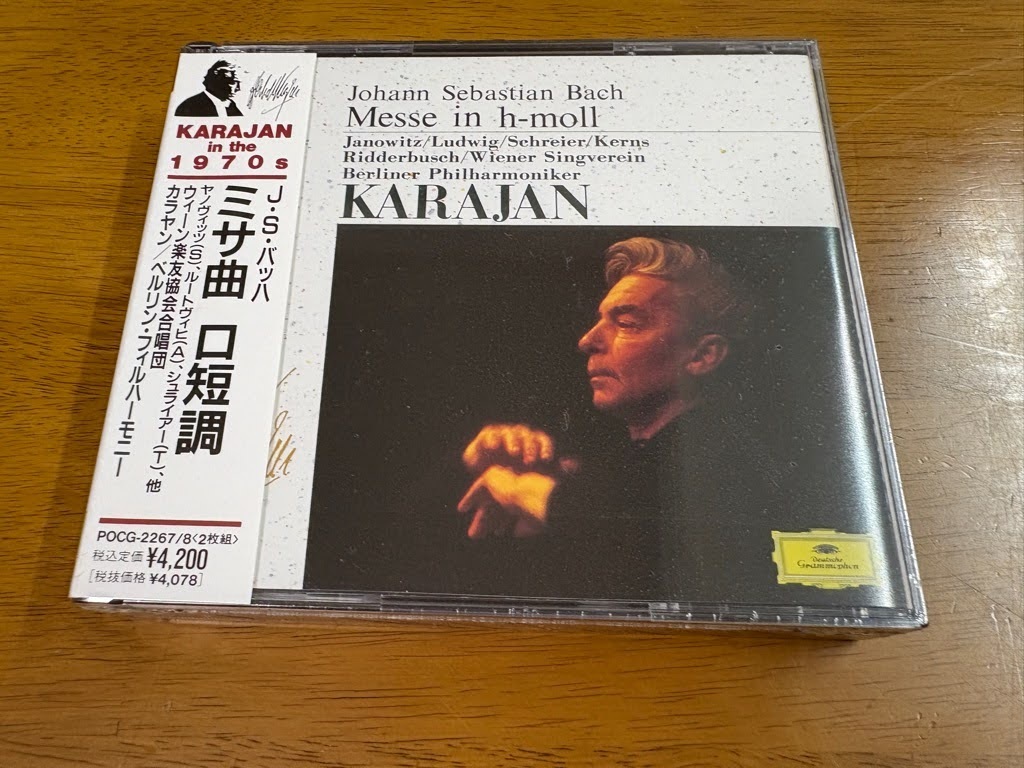 KARAJAN
in the
1970s
J・S・バッハ
ミサ曲 ロ短調
ヤノヴィッツ(S)、ルートヴィヒ(A)、シュライアー(T)、他
ウィーン楽友協会合唱団
カラヤン/ベルリン・フィルハーモニー
POCG-2267/8〈2枚組〉
税込定価 ¥4,200
[税抜価格 ¥4,078]
Johann Sebastian Bach
Messe in h-moll
Janowitz/Ludwig/Schreier/Kerns
Ridderbusch/Wiener Singverein
Berliner Philharmoniker
KARAJAN
Deutsche
Grammophon